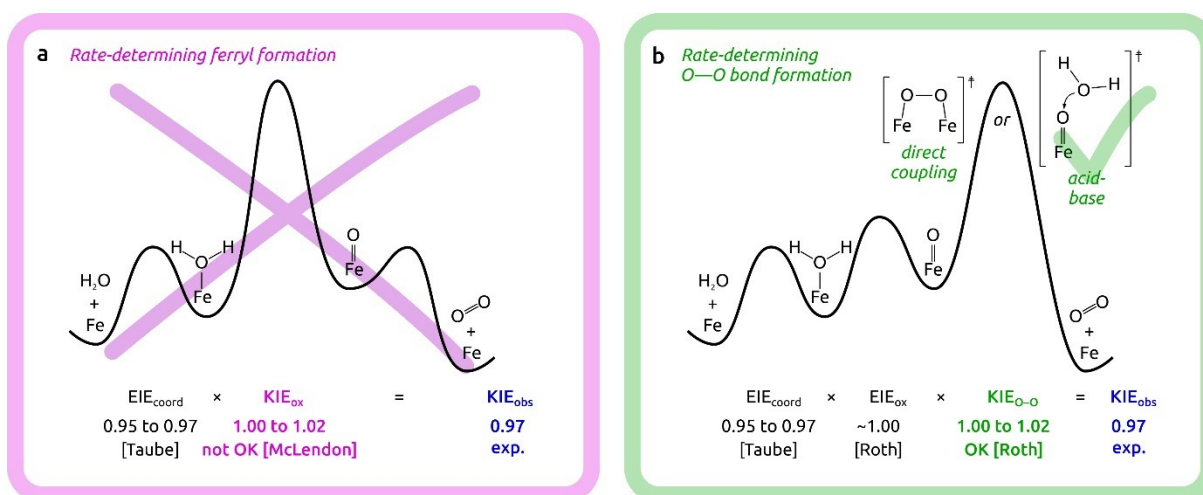 a Rate-determining ferryl formation
H₂O
+
Fe
H O H
Fe
O
Fe
O O
+
Fe
EIEcoord × KIEox = KIEobs
0.95 to 0.97 1.00 to 1.02 0.97
[Taube] not OK [McLendon] exp.
b Rate-determining
O—O bond formation
O O
Fe Fe
‡
direct
coupling
or
H
O H
O
Fe
‡
acid-
base
H₂O
+
Fe
H O H
Fe
O
Fe
O O
+
Fe
EIEcoord × EIEox × KIEO–O = KIEobs
0.95 to 0.97 ~1.00 1.00 to 1.02 0.97
[Taube] [Roth] OK [Roth] exp.